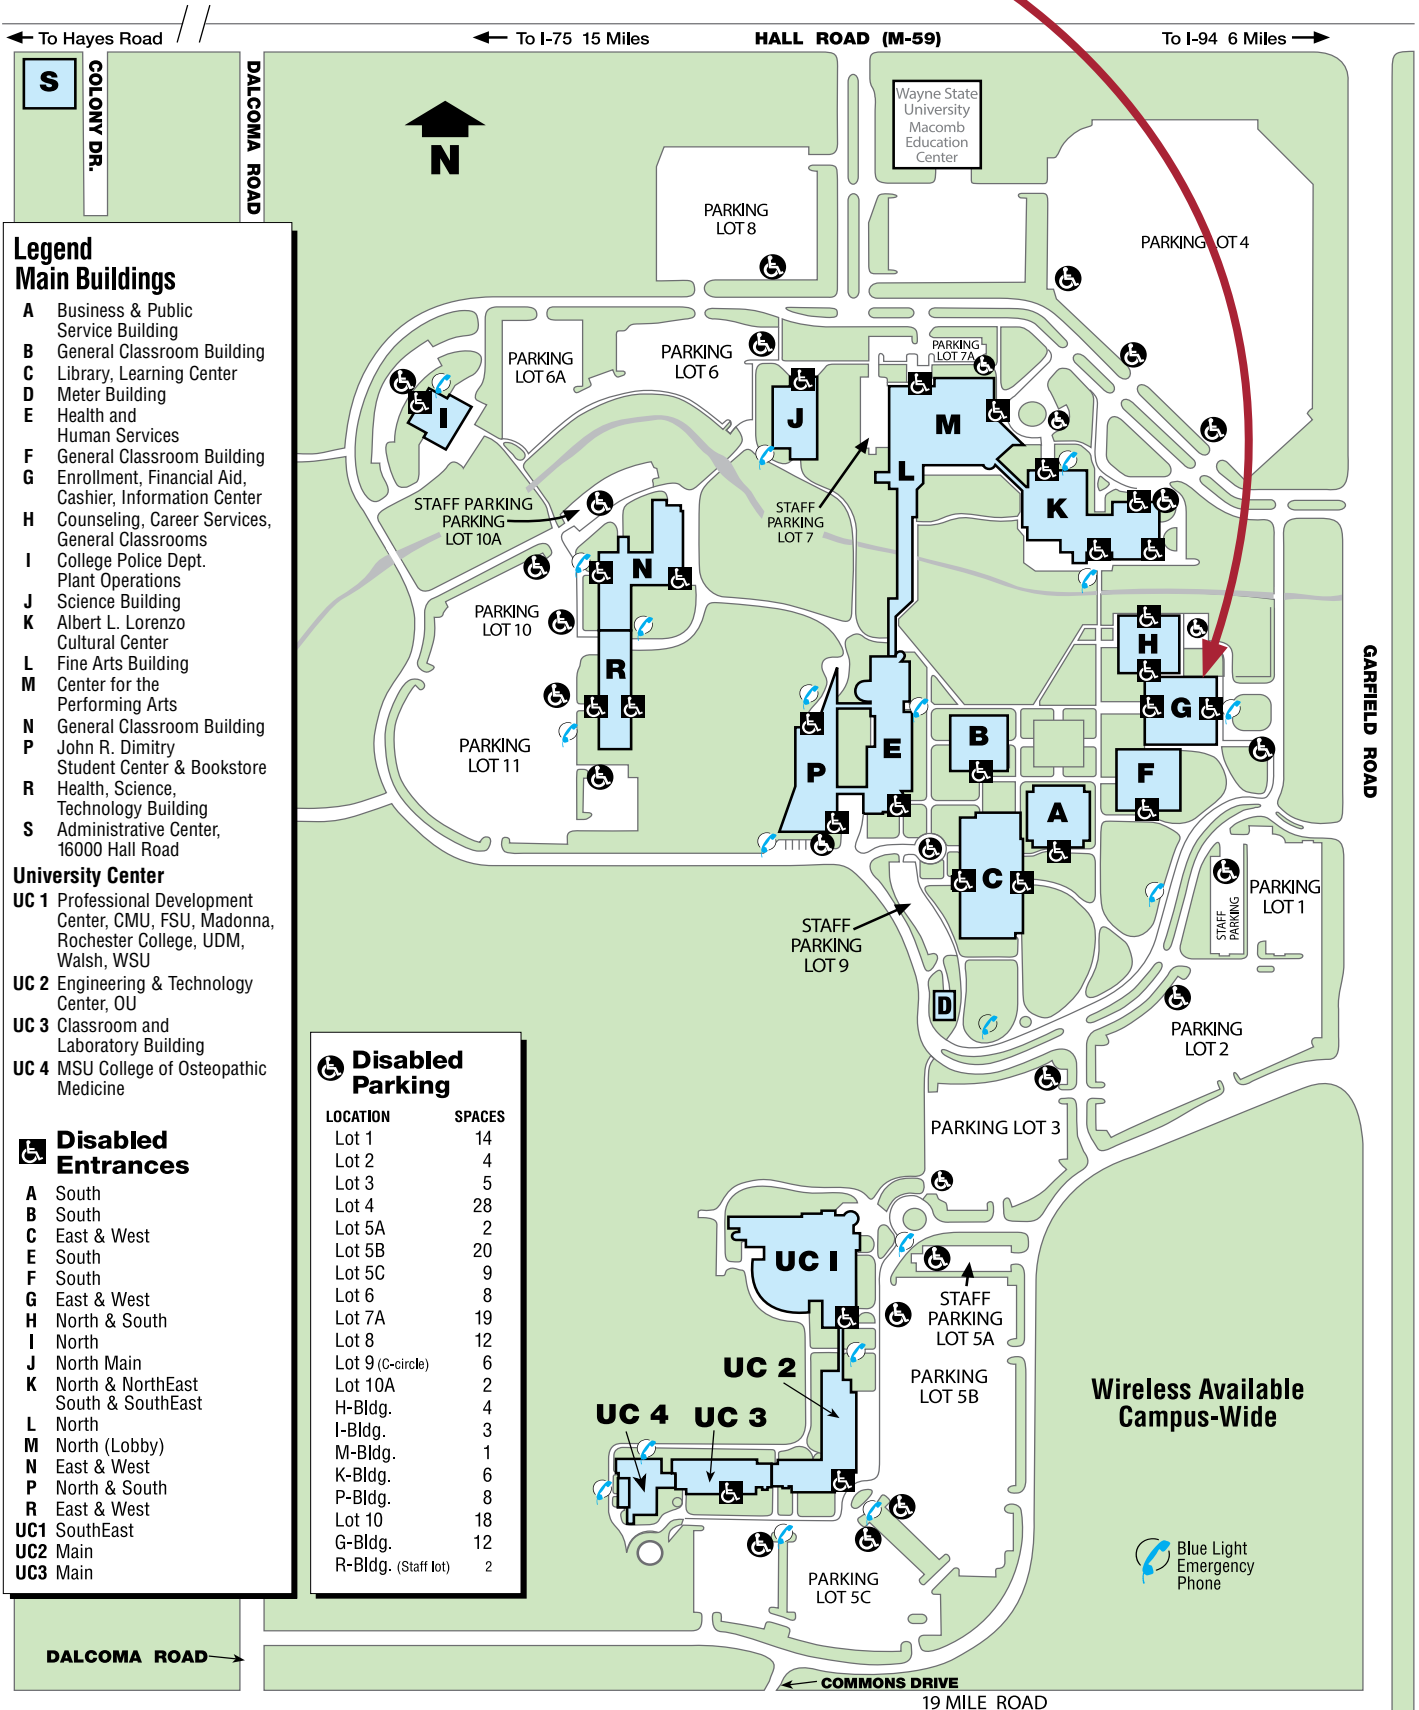 To Hayes Road
To I-75 15 Miles
HALL ROAD (M-59)
To I-94 6 Miles
S
COLONY DR.
DALCOMA ROAD
N
Wayne State
University
Macomb
Education
Center
PARKING
LOT 8
PARKING LOT 4
Legend
Main Buildings
A Business & Public
Service Building
B General Classroom Building
C Library, Learning Center
D Meter Building
E Health and
Human Services
F General Classroom Building
G Enrollment, Financial Aid,
Cashier, Information Center
H Counseling, Career Services,
General Classrooms
I College Police Dept.
Plant Operations
J Science Building
K Albert L. Lorenzo
Cultural Center
L Fine Arts Building
M Center for the
Performing Arts
N General Classroom Building
P John R. Dimitry
Student Center & Bookstore
R Health, Science,
Technology Building
S Administrative Center,
16000 Hall Road
University Center
UC 1 Professional Development
Center, CMU, FSU, Madonna,
Rochester College, UDM,
Walsh, WSU
UC 2 Engineering & Technology
Center, OU
UC 3 Classroom and
Laboratory Building
UC 4 MSU College of Osteopathic
Medicine
Disabled
Entrances
A South
B South
C East & West
E South
F South
G East & West
H North & South
I North
J North Main
K North & NorthEast
South & SouthEast
L North
M North (Lobby)
N East & West
P North & South
R East & West
UC1 SouthEast
UC2 Main
UC3 Main
PARKING
LOT 6A
PARKING
LOT 6
PARKING
LOT 7A
I
J
M
L
K
STAFF PARKING
PARKING
LOT 10A
STAFF
PARKING
LOT 7
N
PARKING
LOT 10
R
H
G
GARFIELD ROAD
PARKING
LOT 11
P
E
B
F
A
C
STAFF
PARKING
LOT 9
STAFF
PARKING
PARKING
LOT 1
D
PARKING
LOT 2
PARKING LOT 3
Disabled
Parking
LOCATION SPACES
Lot 1 14
Lot 2 4
Lot 3 5
Lot 4 28
Lot 5A 2
Lot 5B 20
Lot 5C 9
Lot 6 8
Lot 7A 19
Lot 8 12
Lot 9 (C-circle) 6
Lot 10A 2
H-Bldg. 4
I-Bldg. 3
M-Bldg. 1
K-Bldg. 6
P-Bldg. 8
Lot 10 18
G-Bldg. 12
R-Bldg. (Staff lot) 2
UC I
STAFF
PARKING
LOT 5A
UC 2
PARKING
LOT 5B
UC 4
UC 3
Wireless Available
Campus-Wide
PARKING
LOT 5C
Blue Light
Emergency
Phone
DALCOMA ROAD
COMMONS DRIVE
19 MILE ROAD